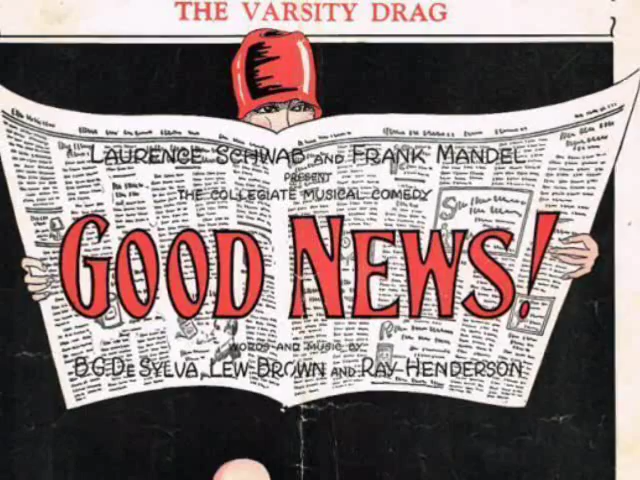 THE VARSITY DRAG
LAURENCE SCHWAB AND FRANK MANDEL
PRESENT
THE COLLEGIATE MUSICAL COMEDY
GOOD NEWS!
WORDS AND MUSIC BY
B.G. DE SYLVA, LEW BROWN AND RAY HENDERSON